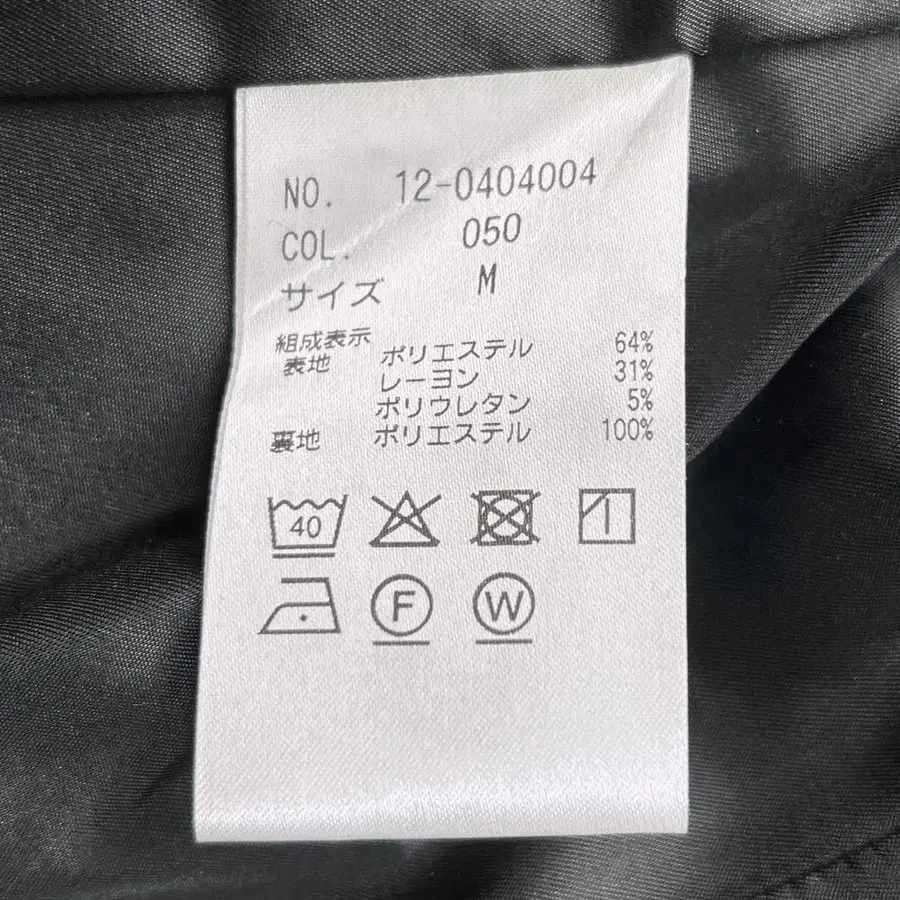 NO. 12-0404004
COL. 050
サイズ M
組成表示
表地 ポリエステル 64%
レーヨン 31%
ポリウレタン 5%
裏地 ポリエステル 100%
40
F W